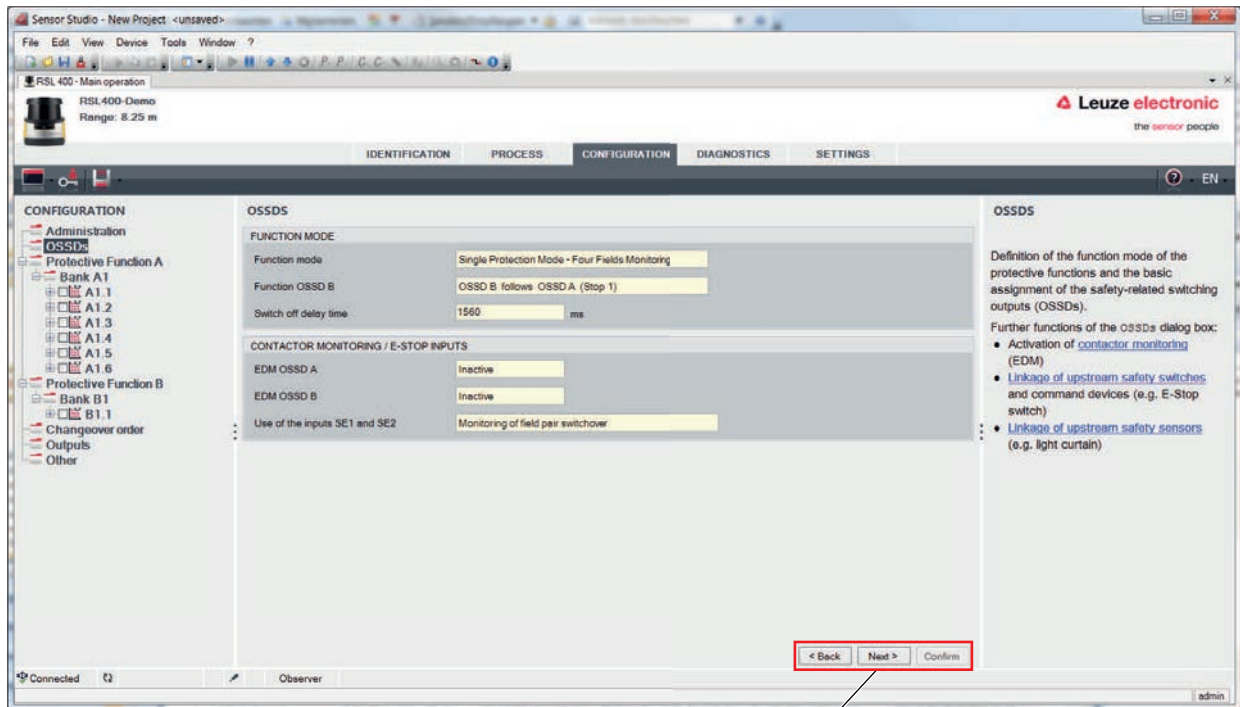 Sensor Studio - New Project <unsaved>
File Edit View Device Tools Window ?
RSL 400 - Main operation
RSL400-Demo
Range: 8.25 m
Leuze electronic
the sensor people
IDENTIFICATION PROCESS CONFIGURATION DIAGNOSTICS SETTINGS
EN
CONFIGURATION
Administration
OSSDs
Protective Function A
Bank A1
A1.1
A1.2
A1.3
A1.4
A1.5
A1.6
Protective Function B
Bank B1
B1.1
Changeover order
Outputs
Other
OSSDS
FUNCTION MODE
Function mode Single Protection Mode - Four Fields Monitoring
Function OSSD B OSSD B follows OSSD A (Stop 1)
Switch off delay time 1560 ms
CONTACTOR MONITORING / E-STOP INPUTS
EDM OSSD A Inactive
EDM OSSD B Inactive
Use of the inputs SE1 and SE2 Monitoring of field pair switchover
< Back Next > Confirm
OSSDS
Definition of the function mode of the
protective functions and the basic
assignment of the safety-related switching
outputs (OSSDs).
Further functions of the OSSDs dialog box:
• Activation of contactor monitoring
(EDM)
• Linkage of upstream safety switches
and command devices (e.g. E-Stop
switch)
• Linkage of upstream safety sensors
(e.g. light curtain)
Connected Observer
admin